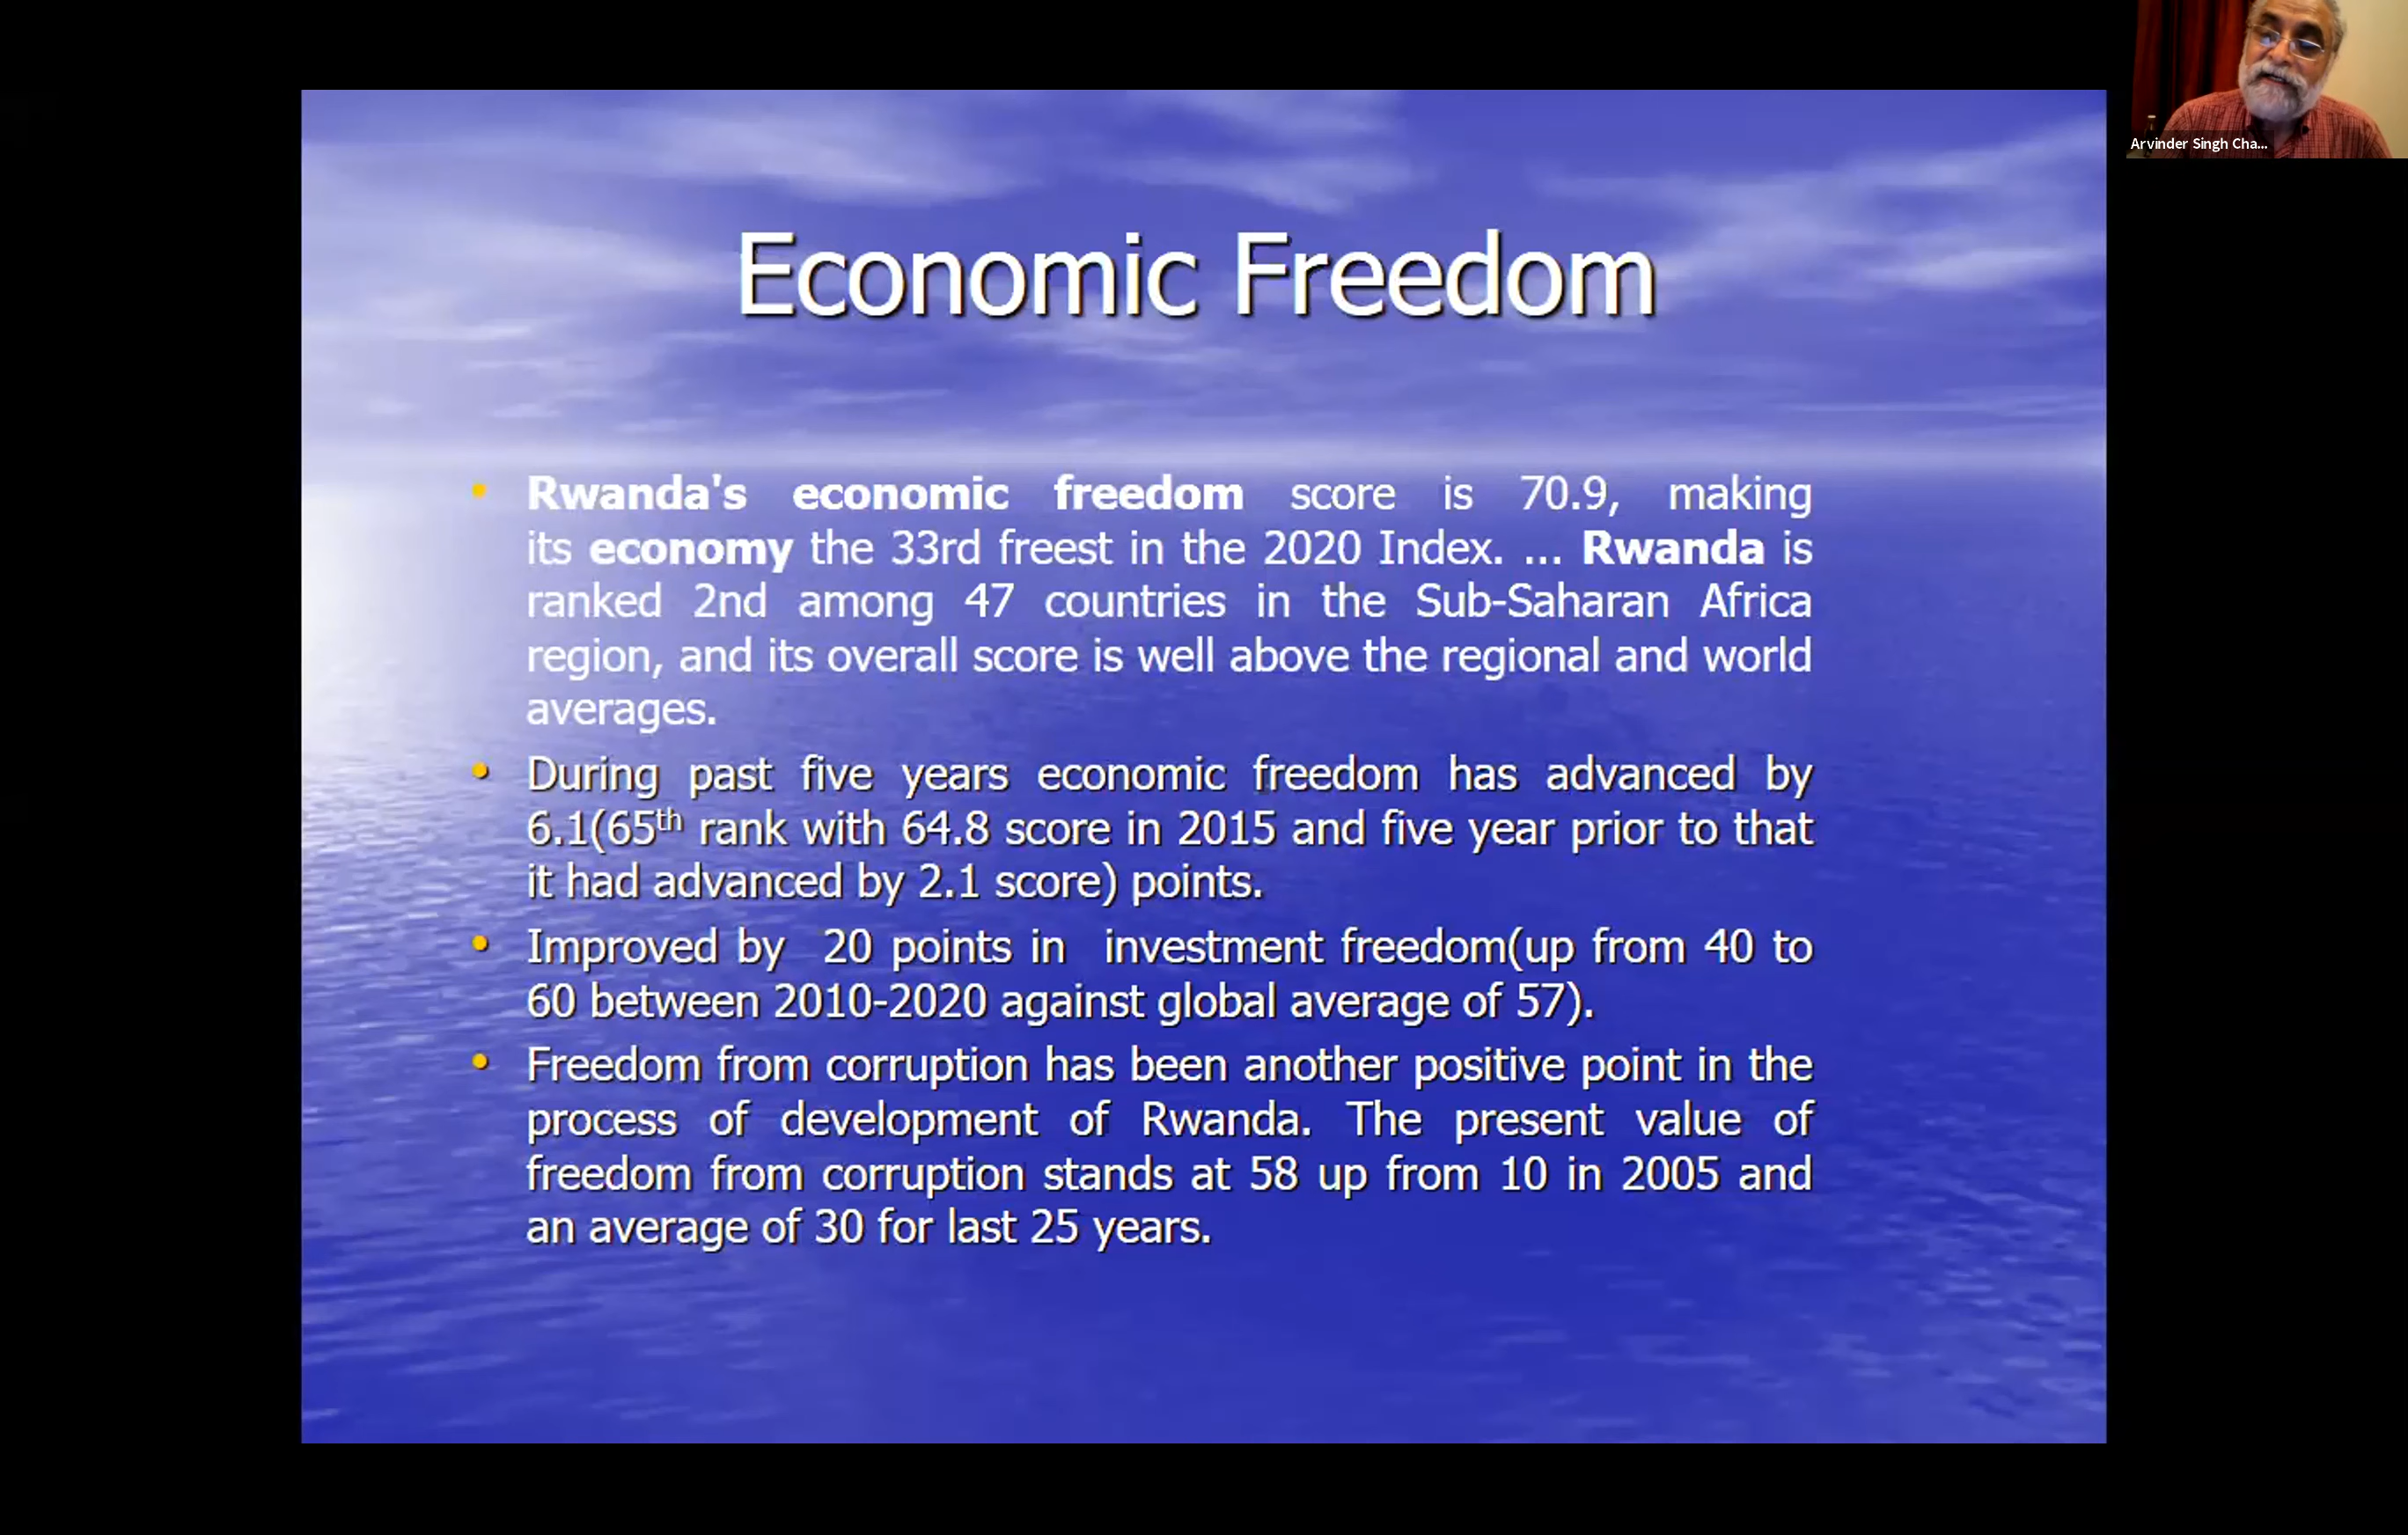 Economic Freedom
• Rwanda's economic freedom score is 70.9, making
its economy the 33rd freest in the 2020 Index. ... Rwanda is
ranked 2nd among 47 countries in the Sub-Saharan Africa
region, and its overall score is well above the regional and world
averages.
• During past five years economic freedom has advanced by
6.1(65th rank with 64.8 score in 2015 and five year prior to that
it had advanced by 2.1 score) points.
• Improved by 20 points in investment freedom(up from 40 to
60 between 2010-2020 against global average of 57).
• Freedom from corruption has been another positive point in the
process of development of Rwanda. The present value of
freedom from corruption stands at 58 up from 10 in 2005 and
an average of 30 for last 25 years.
Arvinder Singh Cha...